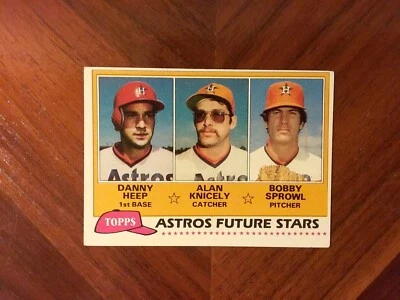 H
Astros
Astros
DANNY
HEEP
1st BASE
ALAN
KNICELY
CATCHER
BOBBY
SPROWL
PITCHER
TOPPS
ASTROS FUTURE STARS